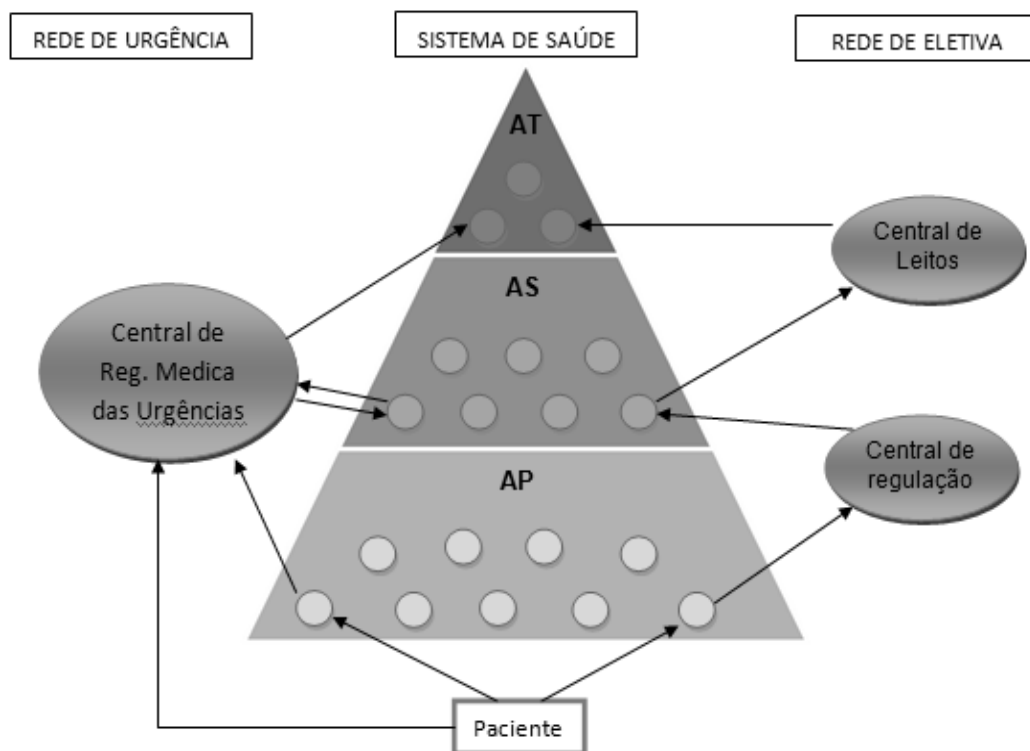 REDE DE URGÊNCIA
SISTEMA DE SAÚDE
REDE DE ELETIVA
AT
Central de
Leitos
AS
Central de
Reg. Medica
das Urgências
Central de
regulação
AP
Paciente